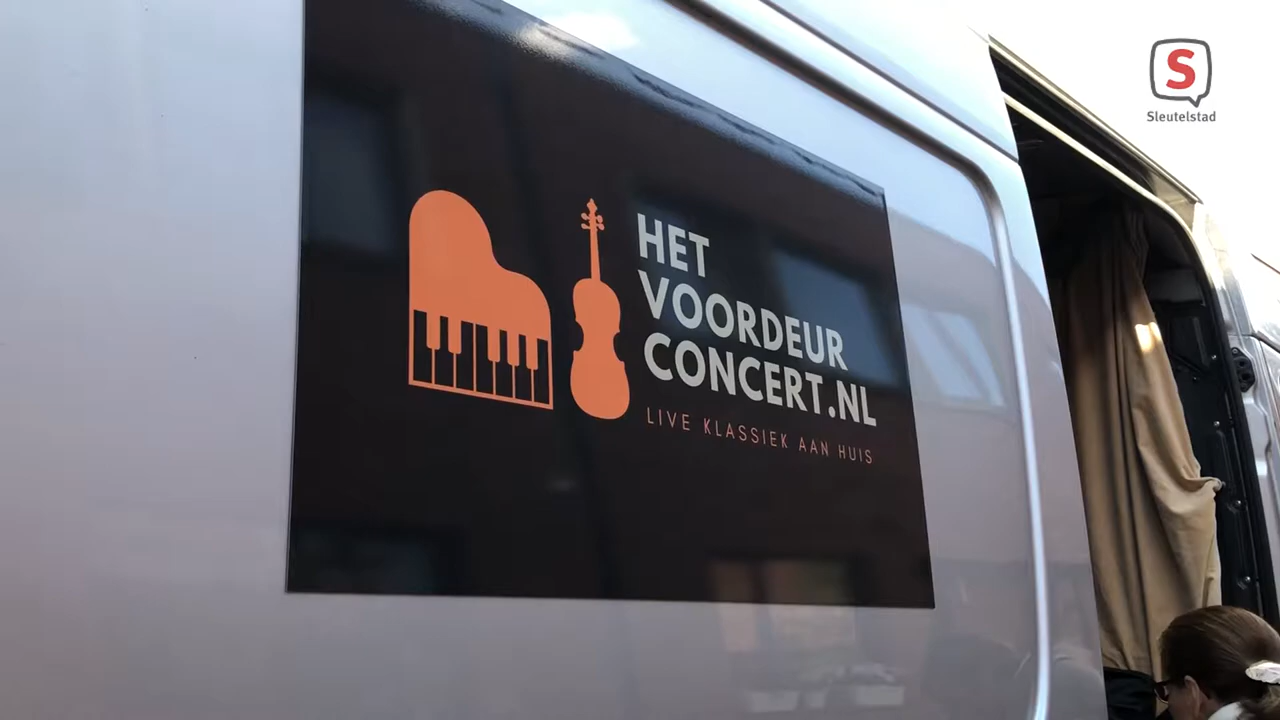 S
Sleutelstad
HET
VOORDEUR
CONCERT.NL
LIVE KLASSIEK AAN HUIS